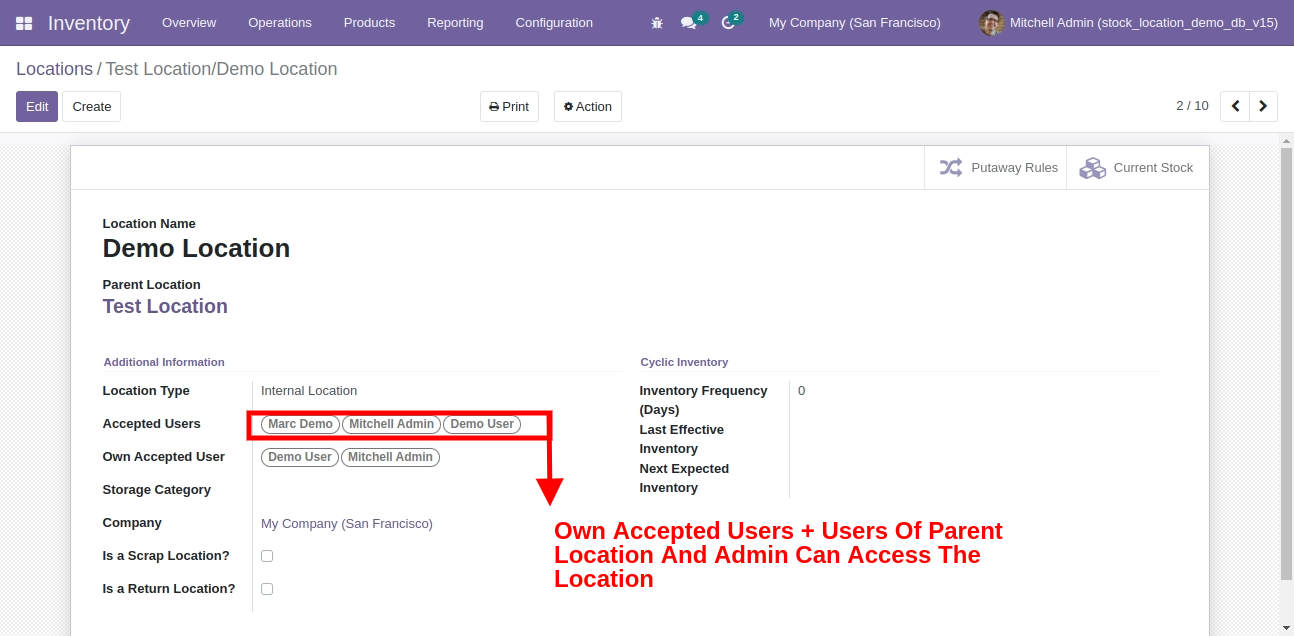 Inventory Overview Operations Products Reporting Configuration 4 2 My Company (San Francisco) Mitchell Admin (stock_location_demo_db_v15)
Locations / Test Location/Demo Location
Edit Create Print Action 2 / 10
Putaway Rules Current Stock
Location Name
Demo Location
Parent Location
Test Location
Additional Information
Location Type Internal Location
Accepted Users Marc Demo Mitchell Admin Demo User
Own Accepted User Demo User Mitchell Admin
Storage Category
Company My Company (San Francisco)
Is a Scrap Location?
Is a Return Location?
Cyclic Inventory
Inventory Frequency 0
(Days)
Last Effective
Inventory
Next Expected
Inventory
Own Accepted Users + Users Of Parent
Location And Admin Can Access The
Location